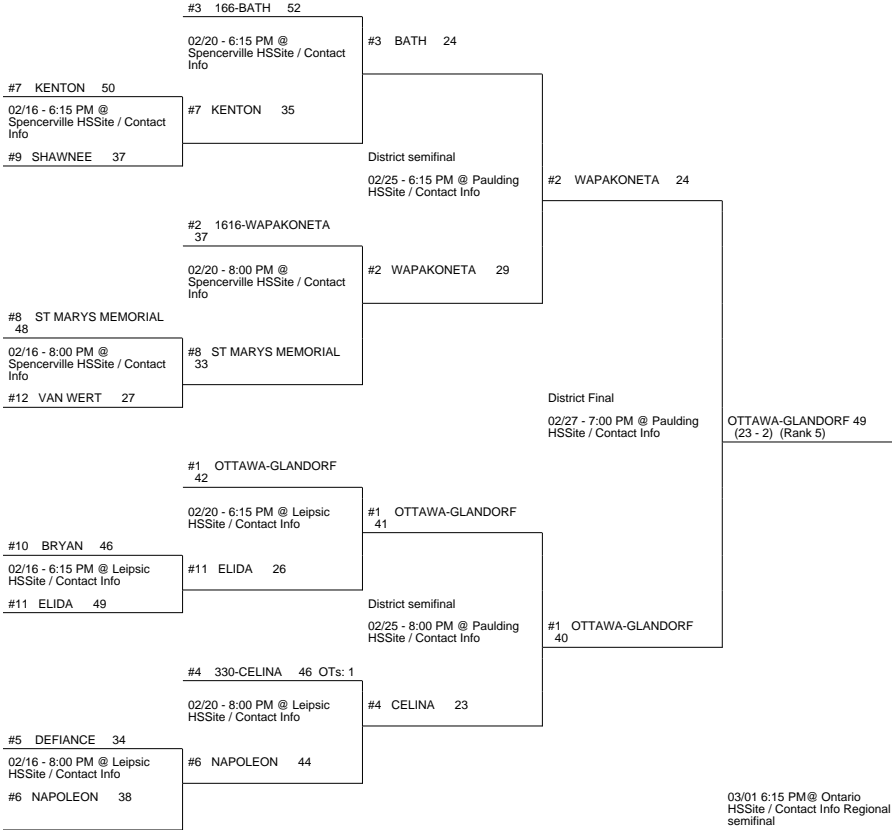 #3 166-BATH 52
02/20 - 6:15 PM @
Spencerville HSSite / Contact
Info
#3 BATH 24
#7 KENTON 50
02/16 - 6:15 PM @
Spencerville HSSite / Contact
Info
#7 KENTON 35
#9 SHAWNEE 37
District semifinal
02/25 - 6:15 PM @ Paulding
HSSite / Contact Info
#2 WAPAKONETA 24
#2 1616-WAPAKONETA
37
02/20 - 8:00 PM @
Spencerville HSSite / Contact
Info
#2 WAPAKONETA 29
#8 ST MARYS MEMORIAL
48
02/16 - 8:00 PM @
Spencerville HSSite / Contact
Info
#8 ST MARYS MEMORIAL
33
#12 VAN WERT 27
District Final
02/27 - 7:00 PM @ Paulding
HSSite / Contact Info
OTTAWA-GLANDORF 49
(23 - 2) (Rank 5)
#1 OTTAWA-GLANDORF
42
02/20 - 6:15 PM @ Leipsic
HSSite / Contact Info
#1 OTTAWA-GLANDORF
41
#10 BRYAN 46
02/16 - 6:15 PM @ Leipsic
HSSite / Contact Info
#11 ELIDA 26
#11 ELIDA 49
District semifinal
02/25 - 8:00 PM @ Paulding
HSSite / Contact Info
#1 OTTAWA-GLANDORF
40
#4 330-CELINA 46 OTs: 1
02/20 - 8:00 PM @ Leipsic
HSSite / Contact Info
#4 CELINA 23
#5 DEFIANCE 34
02/16 - 8:00 PM @ Leipsic
HSSite / Contact Info
#6 NAPOLEON 44
#6 NAPOLEON 38
03/01 6:15 PM@ Ontario
HSSite / Contact Info Regional
semifinal